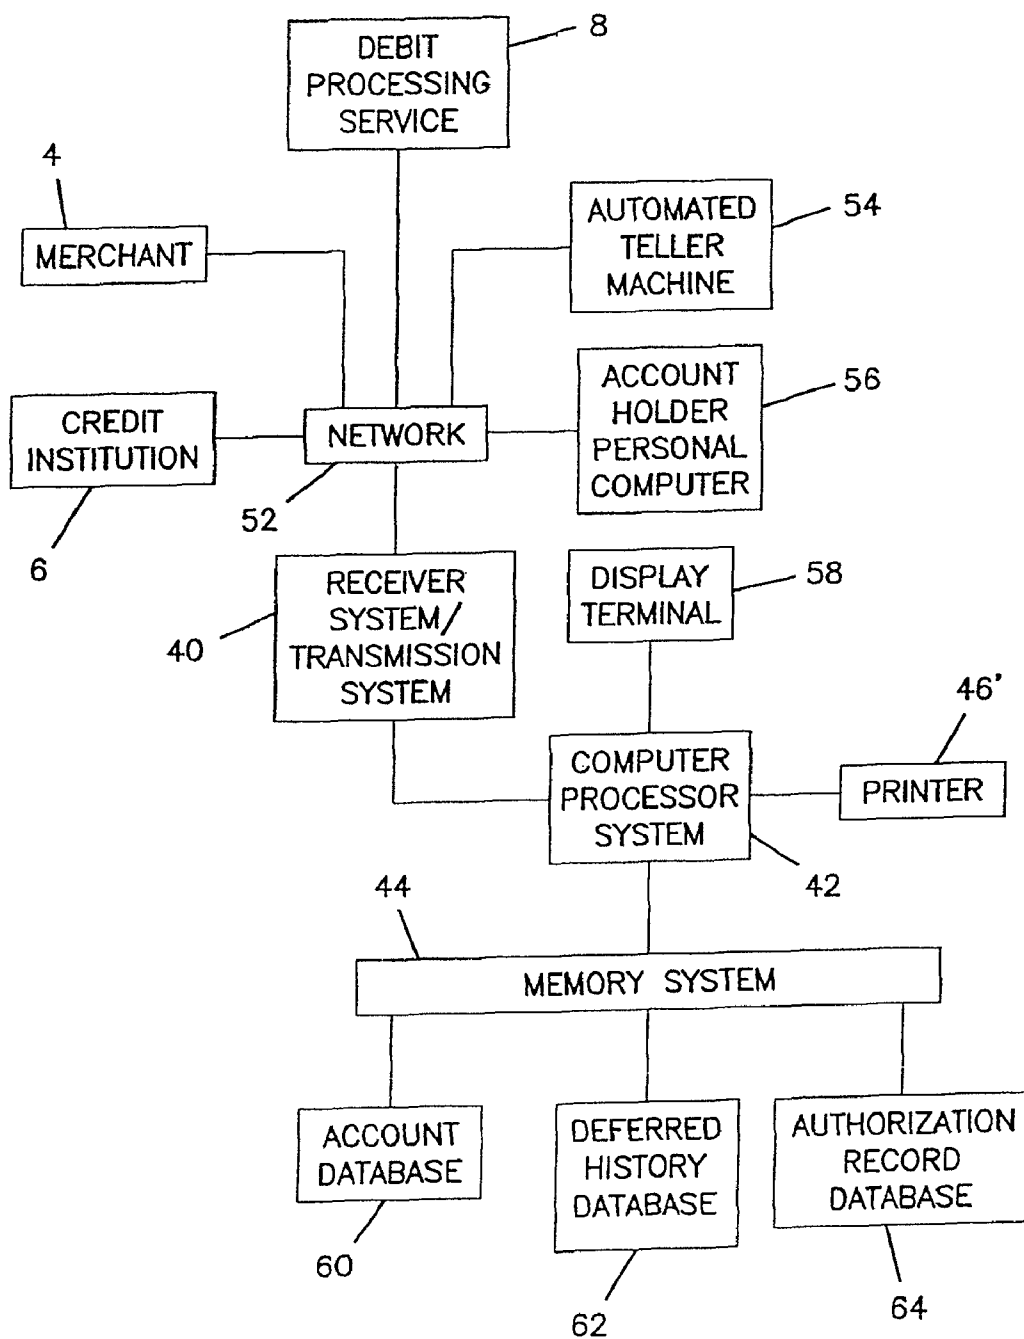 8
DEBIT
PROCESSING
SERVICE
4
MERCHANT
AUTOMATED
TELLER
MACHINE
54
CREDIT
INSTITUTION
6
NETWORK
52
ACCOUNT
HOLDER
PERSONAL
COMPUTER
56
RECEIVER
SYSTEM/
TRANSMISSION
SYSTEM
40
DISPLAY
TERMINAL
58
COMPUTER
PROCESSOR
SYSTEM
42
46'
PRINTER
44
MEMORY SYSTEM
ACCOUNT
DATABASE
60
DEFERRED
HISTORY
DATABASE
62
AUTHORIZATION
RECORD
DATABASE
64